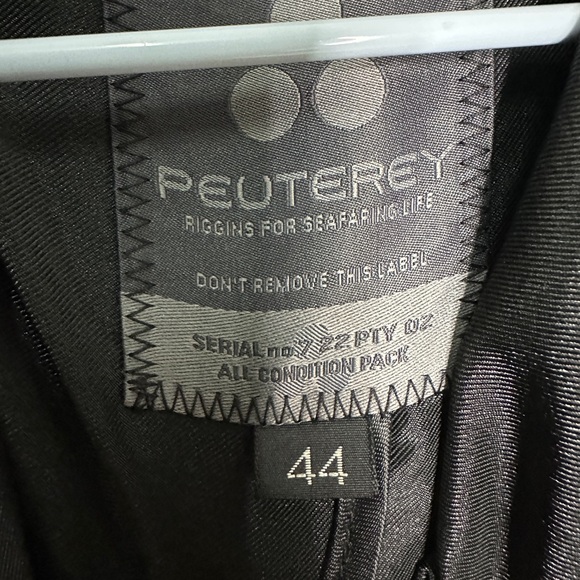 PEUTEREY
RIGGINS FOR SEAFARING LIFE
DON'T REMOVE THIS LABEL
SERIAL no 7 22 PTY 02
ALL CONDITION PACK
44